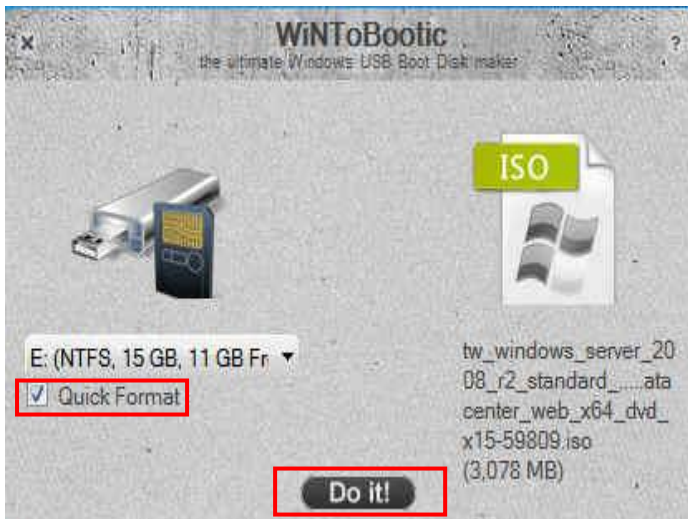 WiNToBootic
the ultimate Windows USB Boot Disk maker
x
?
ISO
E: (NTFS, 15 GB, 11 GB Fr
Quick Format
tw_windows_server_20
08_r2_standard_.....ata
center_web_x64_dvd_
x15-59809.iso
(3,078 MB)
Do it!